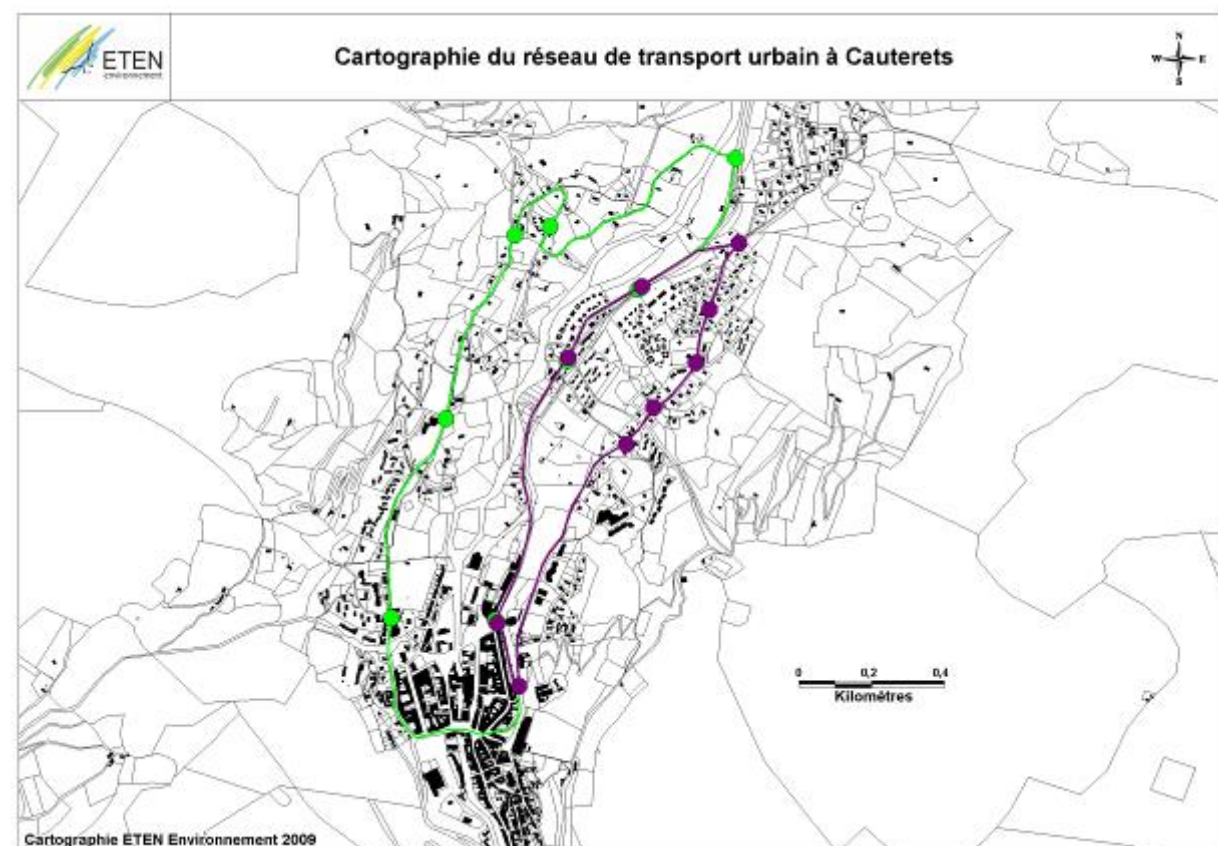 ETEN
environnement
Cartographie du réseau de transport urbain à Cauterets
N
W E
S
0 0,2 0,4
Kilomètres
Cartographie ETEN Environnement 2009